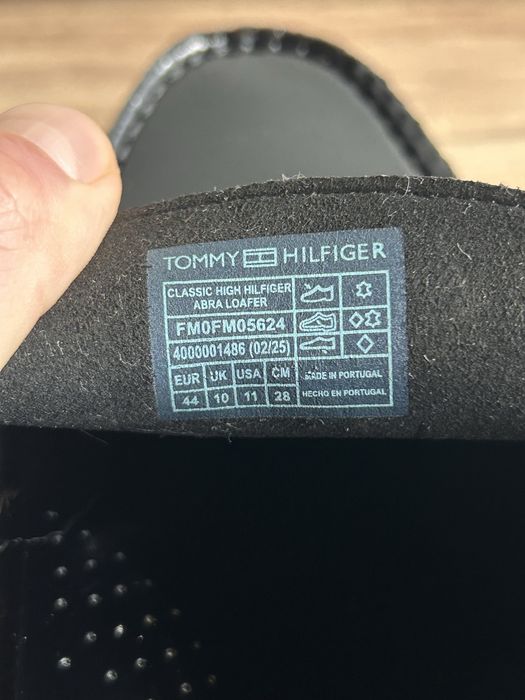 TOMMY HILFIGER
CLASSIC HIGH HILFIGER
ABRA LOAFER
FM0FM05624
4000001486 (02/25)
EUR UK USA CM
44 10 11 28
MADE IN PORTUGAL
HECHO EN PORTUGAL